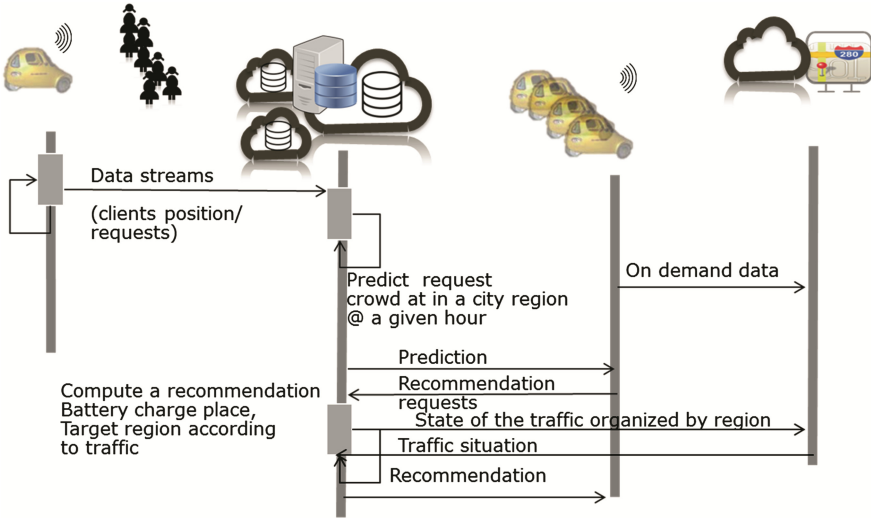 280
Data streams
(clients position/
requests)
Predict request
crowd at in a city region
@ a given hour
On demand data
Prediction
Recommendation
requests
Compute a recommendation
Battery charge place,
Target region according
to traffic
State of the traffic organized by region
Traffic situation
Recommendation